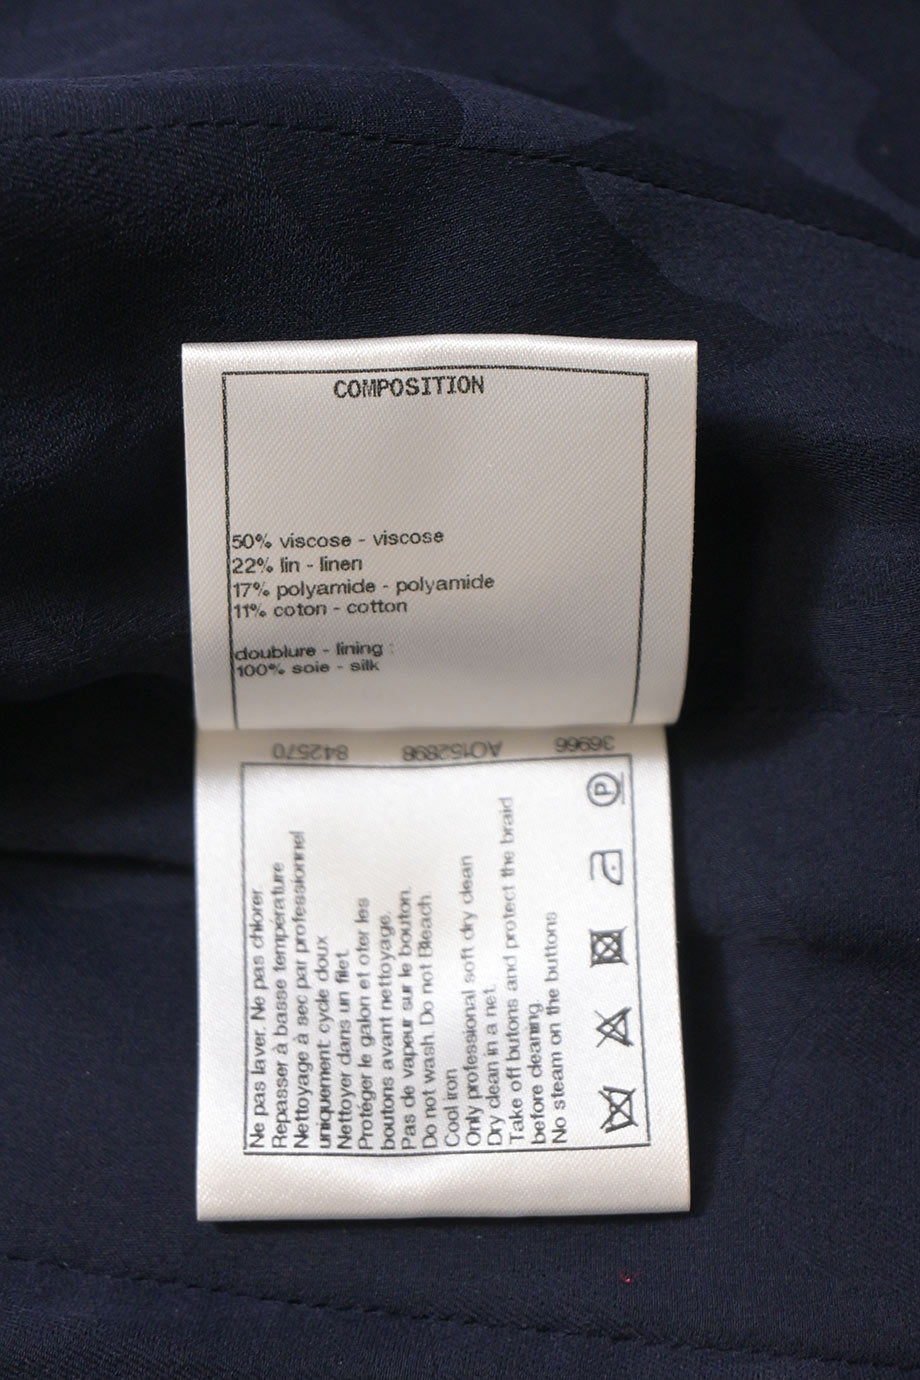 COMPOSITION
50% viscose - viscose
22% lin - linen
17% polyamide - polyamide
11% coton - cotton
doublure - lining :
100% soie - silk
36966 AO152898 842570
Ne pas laver. Ne pas chlorer.
Repasser à basse température
Nettoyage à sec par professionnel
uniquement: cycle doux
Nettoyer dans un filet.
Protéger le galon et oter les
boutons avant nettoyage.
Pas de vapeur sur le bouton.
Do not wash. Do not Bleach.
Cool iron
Only professional soft dry clean
Dry clean in a net.
Take off buttons and protect the braid
before cleaning.
No steam on the buttons
P